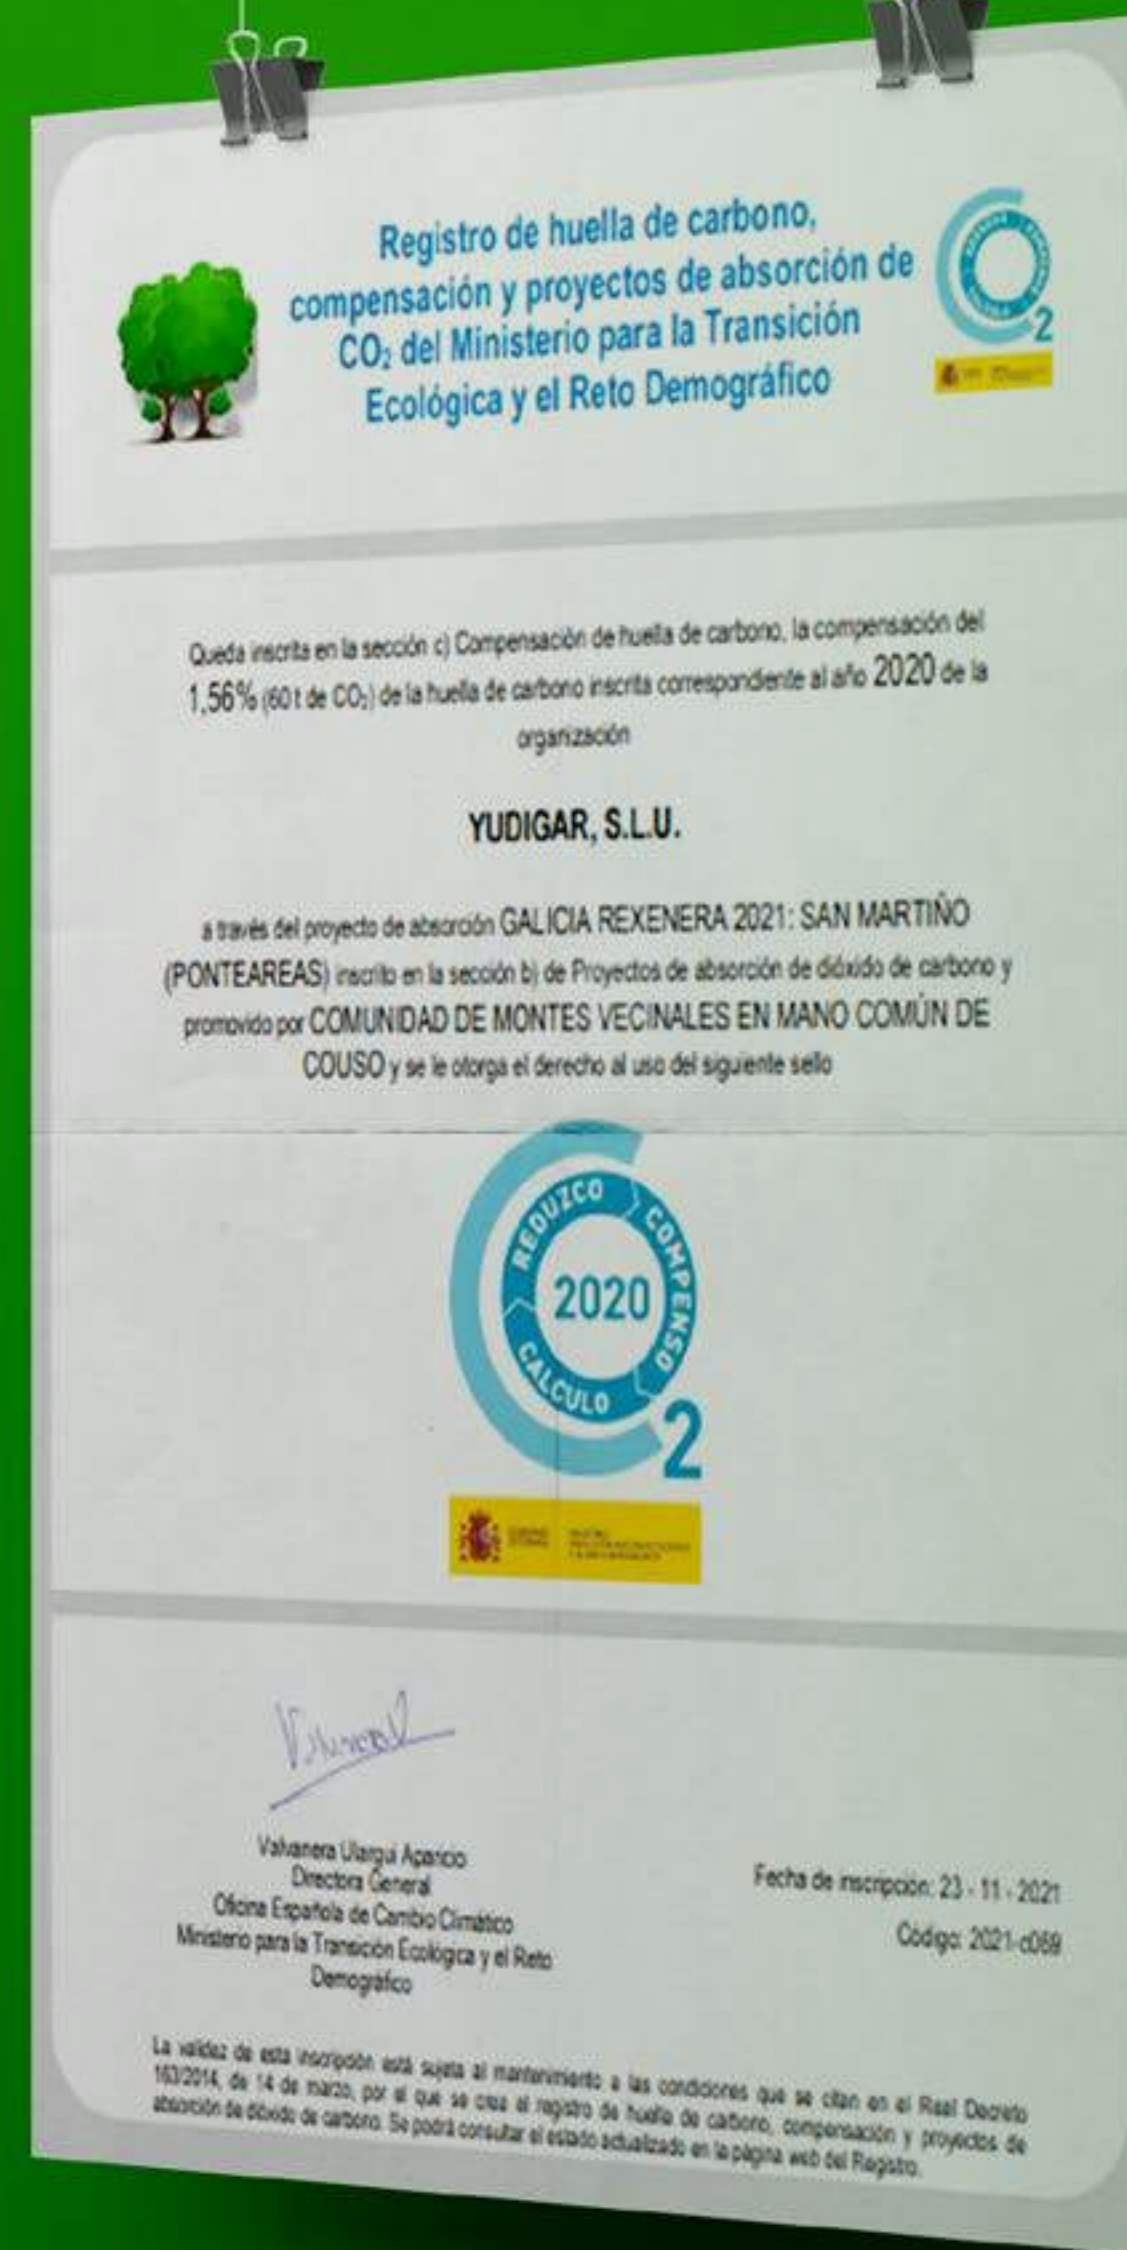 Registro de huella de carbono,
compensación y proyectos de absorción de
CO₂ del Ministerio para la Transición
Ecológica y el Reto Demográfico
2
Queda inscrita en la sección c) Compensación de huella de carbono, la compensación del
1,56% (60 t de CO₂) de la huella de carbono inscrita correspondiente al año 2020 de la
organización
YUDIGAR, S.L.U.
a través del proyecto de absorción GALICIA REXENERA 2021: SAN MARTIÑO
(PONTEAREAS) inscrito en la sección b) de Proyectos de absorción de dióxido de carbono y
promovido por COMUNIDAD DE MONTES VECINALES EN MANO COMÚN DE
COUSO y se le otorga el derecho al uso del siguiente sello
REDUZCO
COMPENSO
CALCULO
2020
2
Valvanera Ulargui Aparicio
Directora General
Oficina Española de Cambio Climático
Ministerio para la Transición Ecológica y el Reto
Demográfico
Fecha de inscripción: 23 - 11 - 2021
Código: 2021-c069
La validez de esta inscripción está sujeta al mantenimiento a las condiciones que se citan en el Real Decreto
163/2014, de 14 de marzo, por el que se crea el registro de huella de carbono, compensación y proyectos de
absorción de dióxido de carbono. Se podrá consultar el estado actualizado en la página web del Registro.